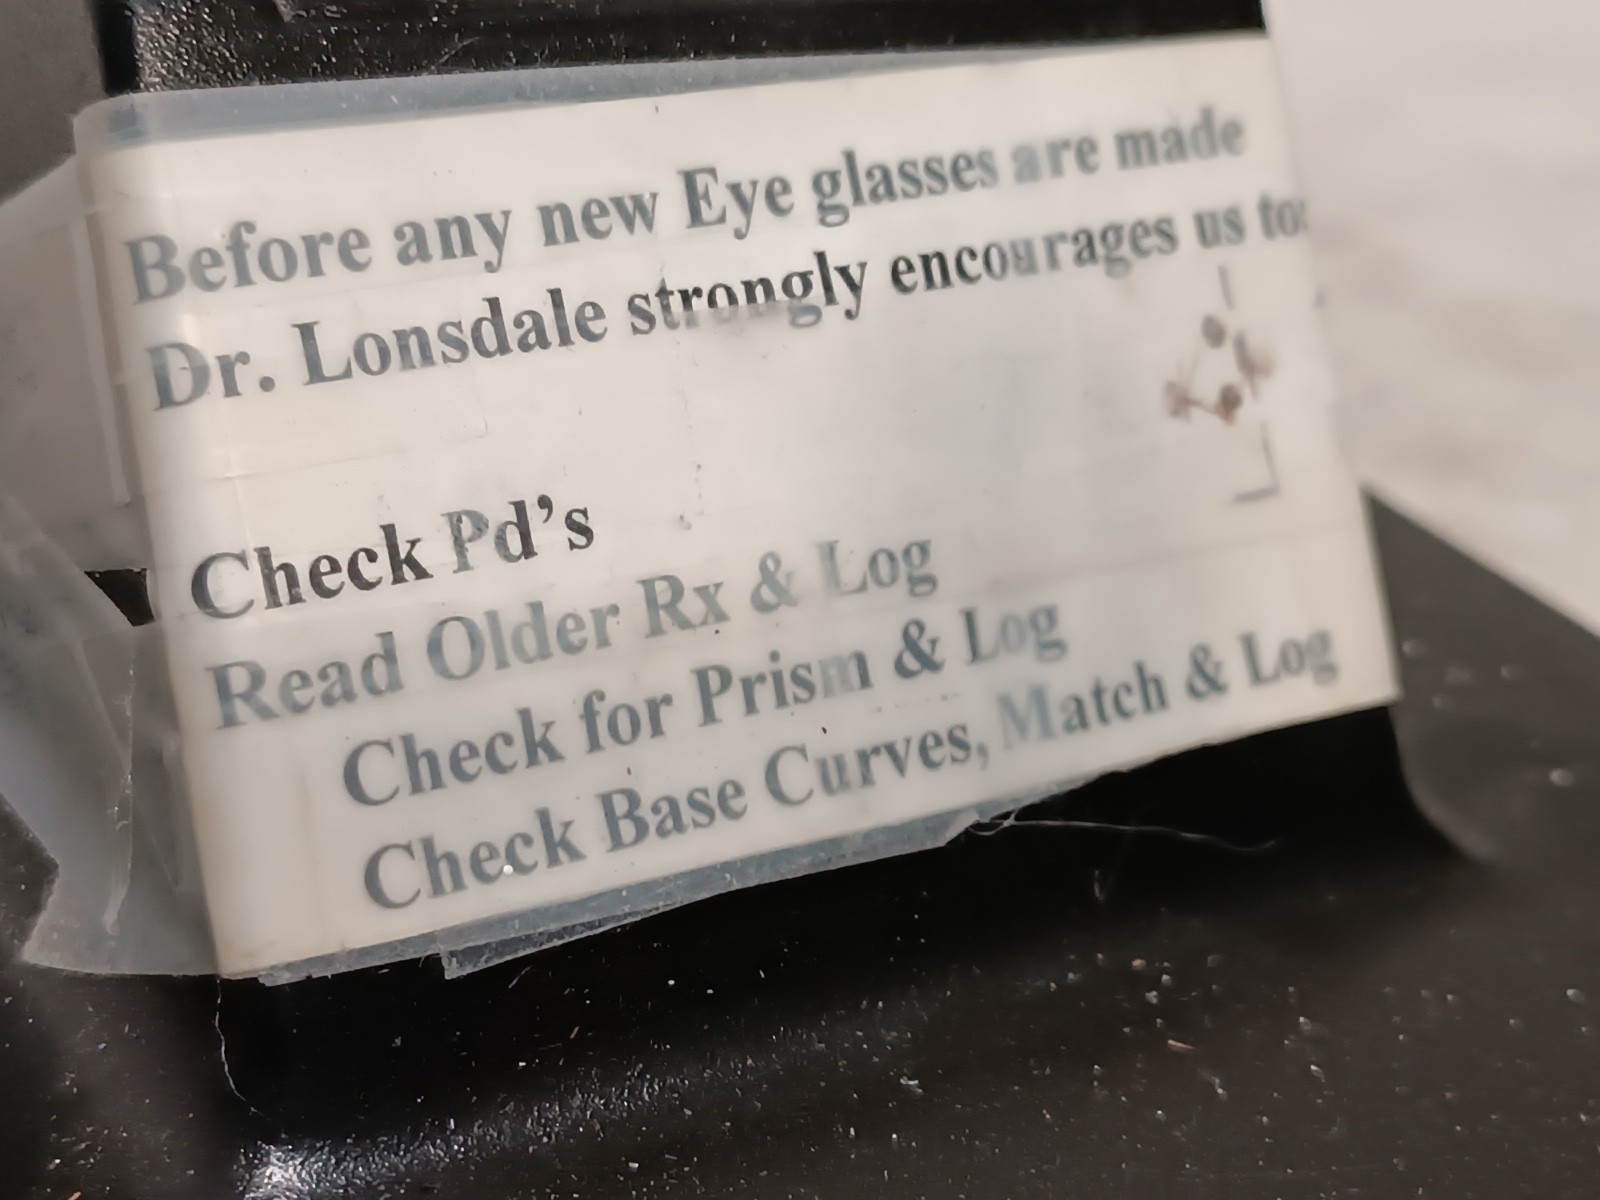 Before any new Eye glasses are made
Dr. Lonsdale strongly encourages us to:
Check Pd's
Read Older Rx & Log
Check for Prism & Log
Check Base Curves, Match & Log